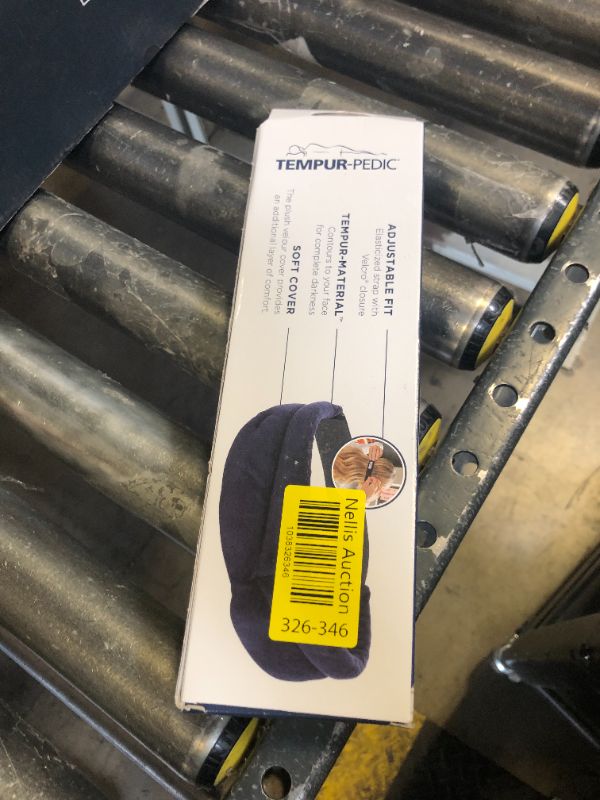 TEMPUR-PEDIC
ADJUSTABLE FIT
Elasticized strap with
Velcro® closure
TEMPUR-MATERIAL™
Contours to your face
for complete darkness
SOFT COVER
The plush velour cover provides
an additional layer of comfort
Nellis Auction
1038326346
326-346